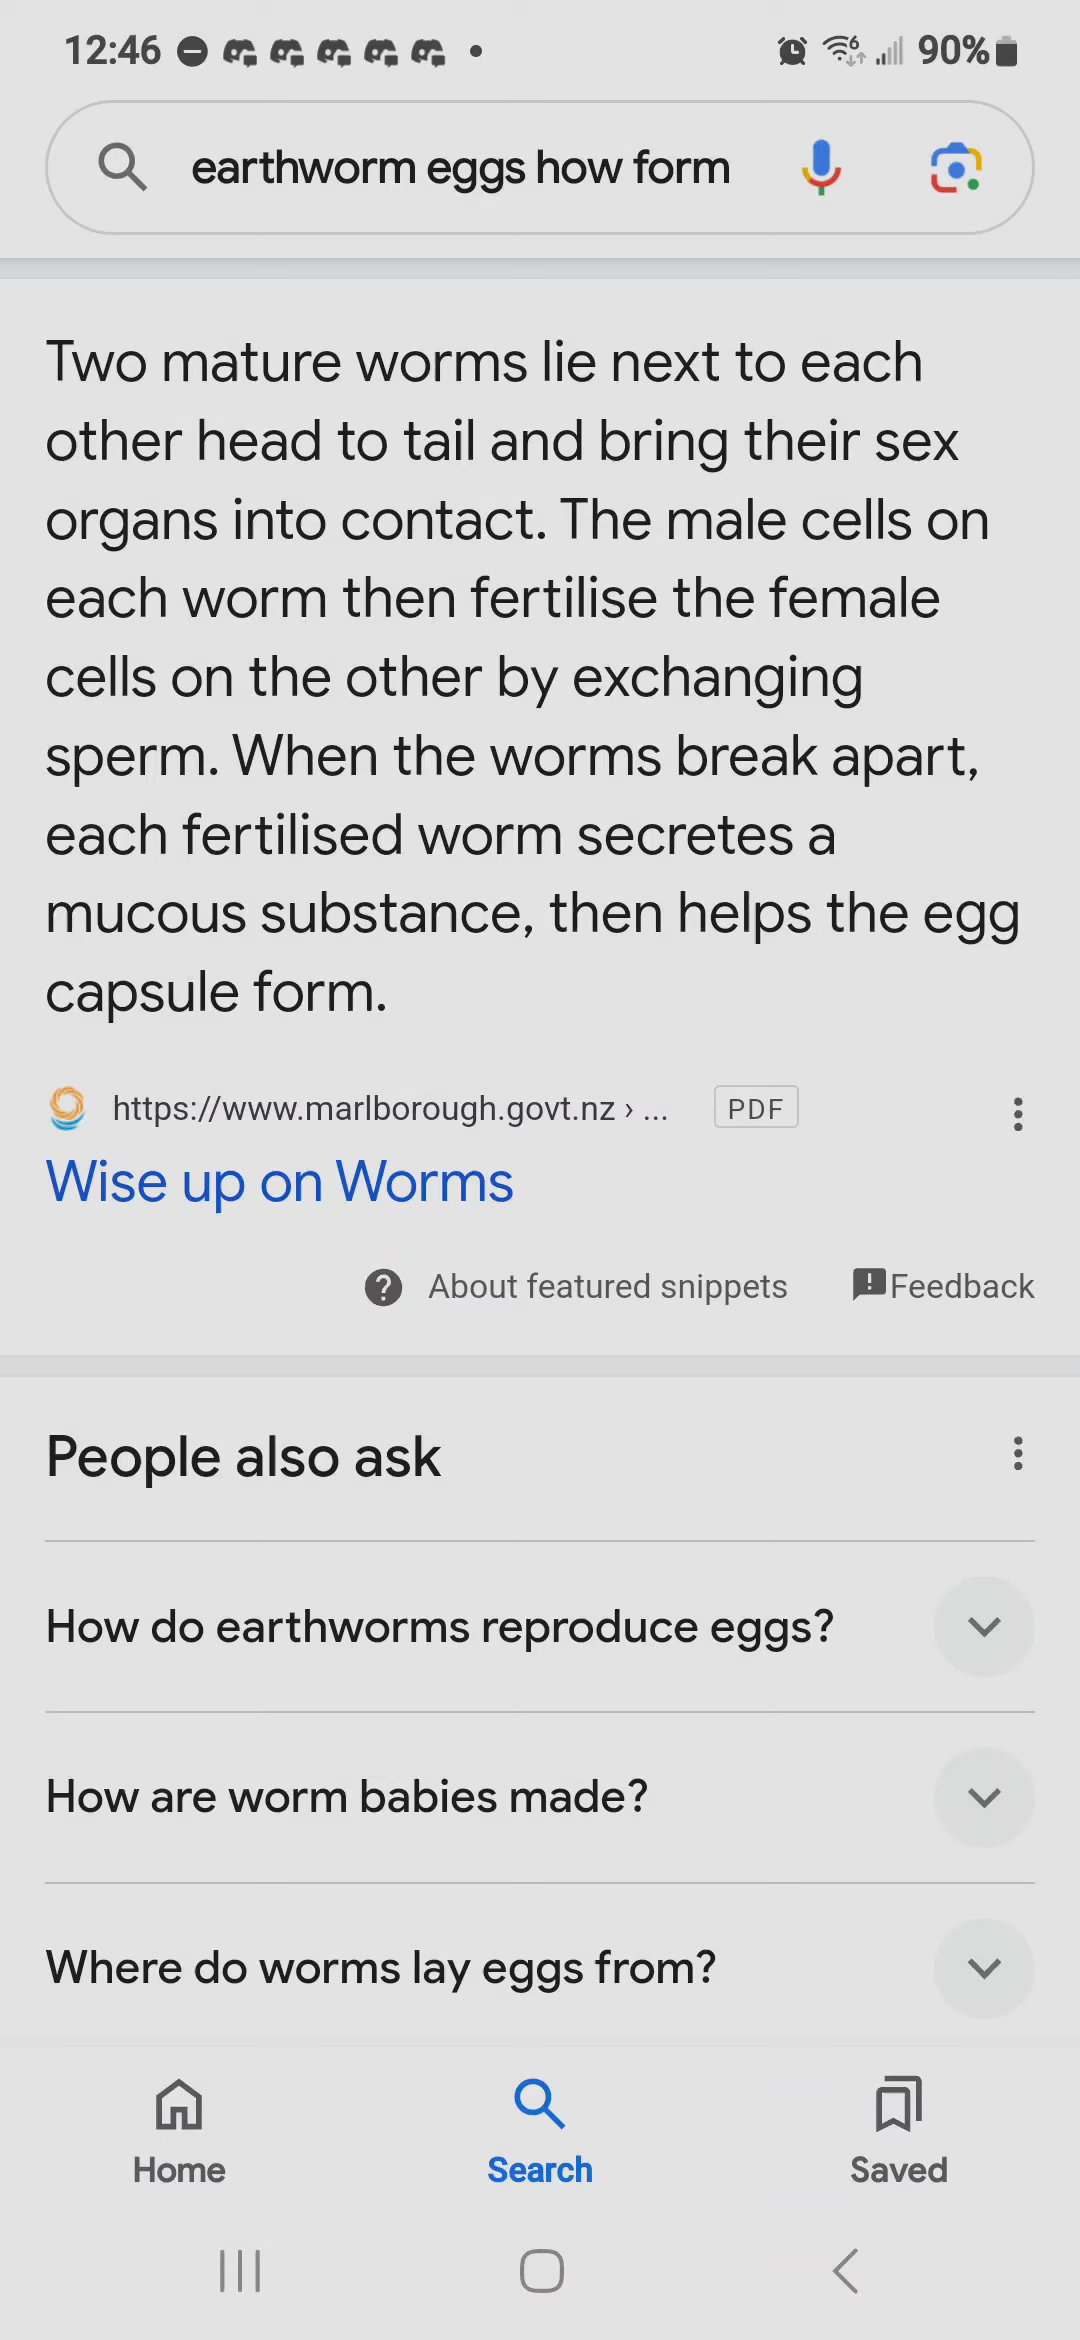 12:46
90%
earthworm eggs how form
Two mature worms lie next to each
other head to tail and bring their sex
organs into contact. The male cells on
each worm then fertilise the female
cells on the other by exchanging
sperm. When the worms break apart,
each fertilised worm secretes a
mucous substance, then helps the egg
capsule form.
https://www.marlborough.govt.nz › ... PDF
Wise up on Worms
About featured snippets Feedback
People also ask
How do earthworms reproduce eggs?
How are worm babies made?
Where do worms lay eggs from?
Home Search Saved